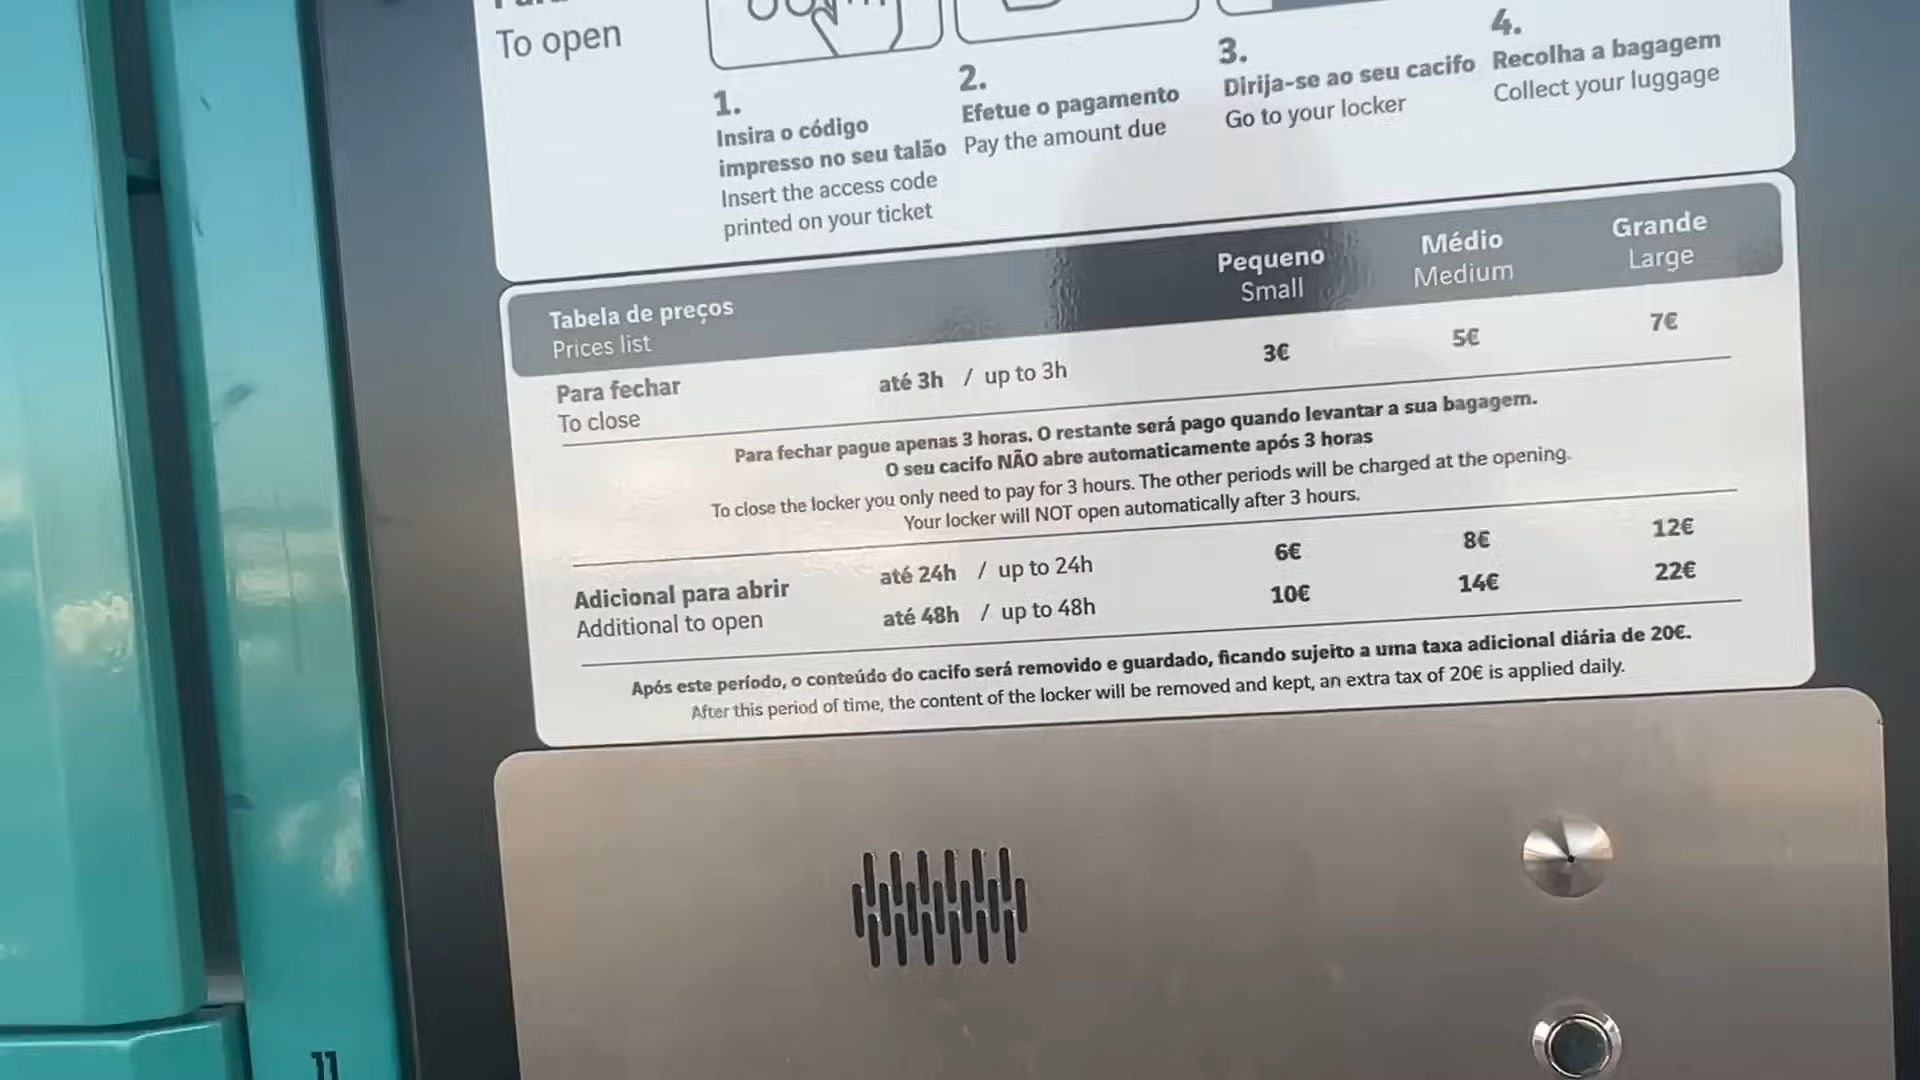 To open
1.
Insira o código
impresso no seu talão
Insert the access code
printed on your ticket
2.
Efetue o pagamento
Pay the amount due
3.
Dirija-se ao seu cacifo
Go to your locker
4.
Recolha a bagagem
Collect your luggage
Tabela de preços
Prices list
Pequeno
Small
Médio
Medium
Grande
Large
Para fechar
To close
até 3h / up to 3h 3€ 5€ 7€
Para fechar pague apenas 3 horas. O restante será pago quando levantar a sua bagagem.
O seu cacifo NÃO abre automaticamente após 3 horas
To close the locker you only need to pay for 3 hours. The other periods will be charged at the opening.
Your locker will NOT open automatically after 3 hours.
Adicional para abrir
Additional to open
até 24h / up to 24h 6€ 8€ 12€
até 48h / up to 48h 10€ 14€ 22€
Após este período, o conteúdo do cacifo será removido e guardado, ficando sujeito a uma taxa adicional diária de 20€.
After this period of time, the content of the locker will be removed and kept, an extra tax of 20€ is applied daily.
11